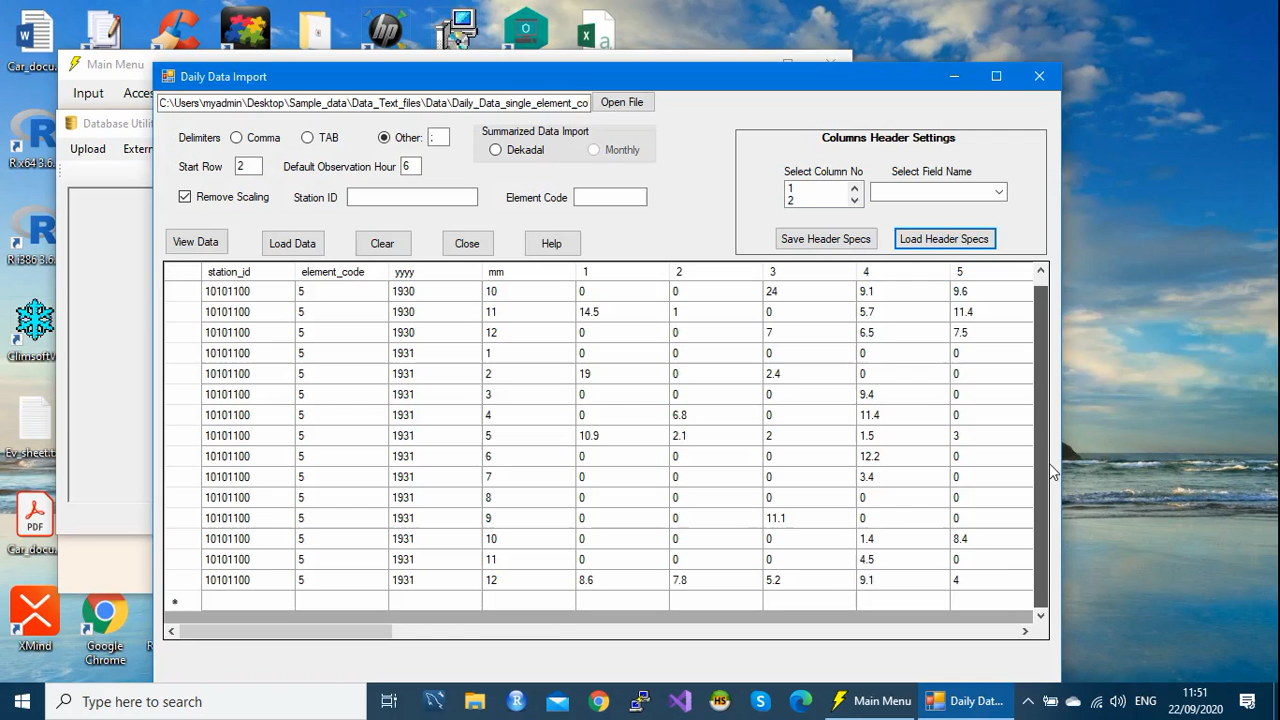 Car_docu.
R x64 3.6.
R i386 3.6.
Ev_sheet.t
PDF
Car_docu.
XMind
Google
Chrome
Main Menu
Input Acces
Database Utili
Upload Extern
Daily Data Import
C:\Users\myadmin\Desktop\Sample_data\Data_Text_files\Data\Daily_Data_single_element_co Open File
Delimiters Comma TAB Other: ;
Summarized Data Import
Dekadal Monthly
Start Row 2 Default Observation Hour 6
Remove Scaling Station ID Element Code
Columns Header Settings
Select Column No Select Field Name
1
2
Save Header Specs Load Header Specs
View Data Load Data Clear Close Help
station_id element_code yyyy mm 1 2 3 4 5
10101100 5 1930 10 0 0 24 9.1 9.6
10101100 5 1930 11 14.5 1 0 5.7 11.4
10101100 5 1930 12 0 0 7 6.5 7.5
10101100 5 1931 1 0 0 0 0 0
10101100 5 1931 2 19 0 2.4 0 0
10101100 5 1931 3 0 0 0 9.4 0
10101100 5 1931 4 0 6.8 0 11.4 0
10101100 5 1931 5 10.9 2.1 2 1.5 3
10101100 5 1931 6 0 0 0 12.2 0
10101100 5 1931 7 0 0 0 3.4 0
10101100 5 1931 8 0 0 0 0 0
10101100 5 1931 9 0 0 11.1 0 0
10101100 5 1931 10 0 0 0 1.4 8.4
10101100 5 1931 11 0 0 0 4.5 0
10101100 5 1931 12 8.6 7.8 5.2 9.1 4
*
Type here to search
Main Menu Daily Dat... ENG
11:51
22/09/2020